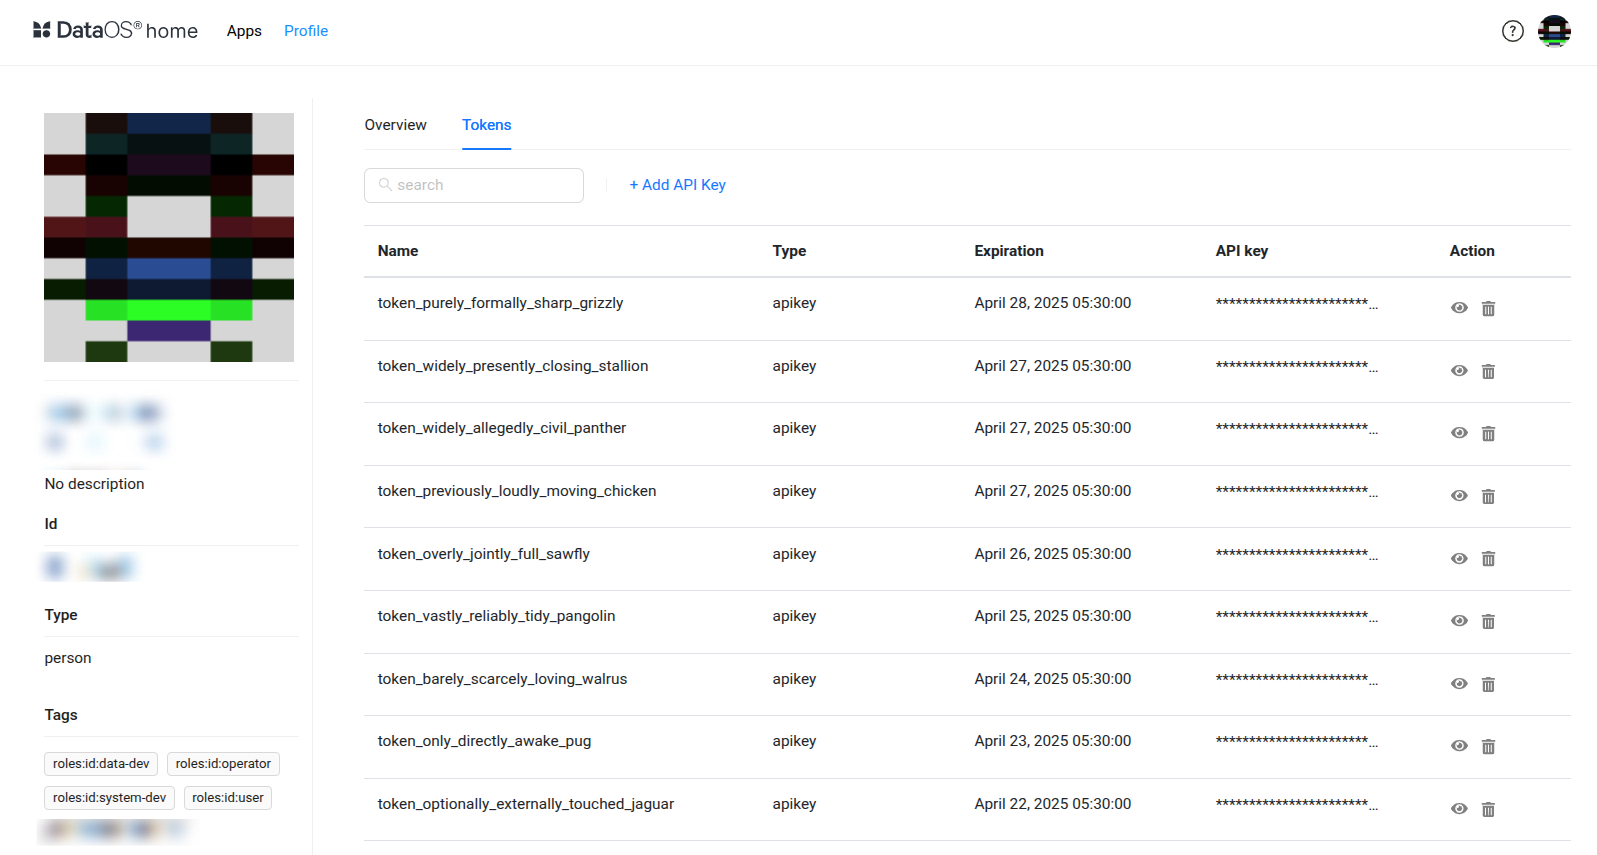 DataOS® home Apps Profile ?
Overview Tokens
search + Add API Key
Name Type Expiration API key Action
token_purely_formally_sharp_grizzly apikey April 28, 2025 05:30:00 ***********************...
token_widely_presently_closing_stallion apikey April 27, 2025 05:30:00 ***********************...
token_widely_allegedly_civil_panther apikey April 27, 2025 05:30:00 ***********************...
token_previously_loudly_moving_chicken apikey April 27, 2025 05:30:00 ***********************...
token_overly_jointly_full_sawfly apikey April 26, 2025 05:30:00 ***********************...
token_vastly_reliably_tidy_pangolin apikey April 25, 2025 05:30:00 ***********************...
token_barely_scarcely_loving_walrus apikey April 24, 2025 05:30:00 ***********************...
token_only_directly_awake_pug apikey April 23, 2025 05:30:00 ***********************...
token_optionally_externally_touched_jaguar apikey April 22, 2025 05:30:00 ***********************...
No description
Id
Type
person
Tags
roles:id:data-dev roles:id:operator
roles:id:system-dev roles:id:user